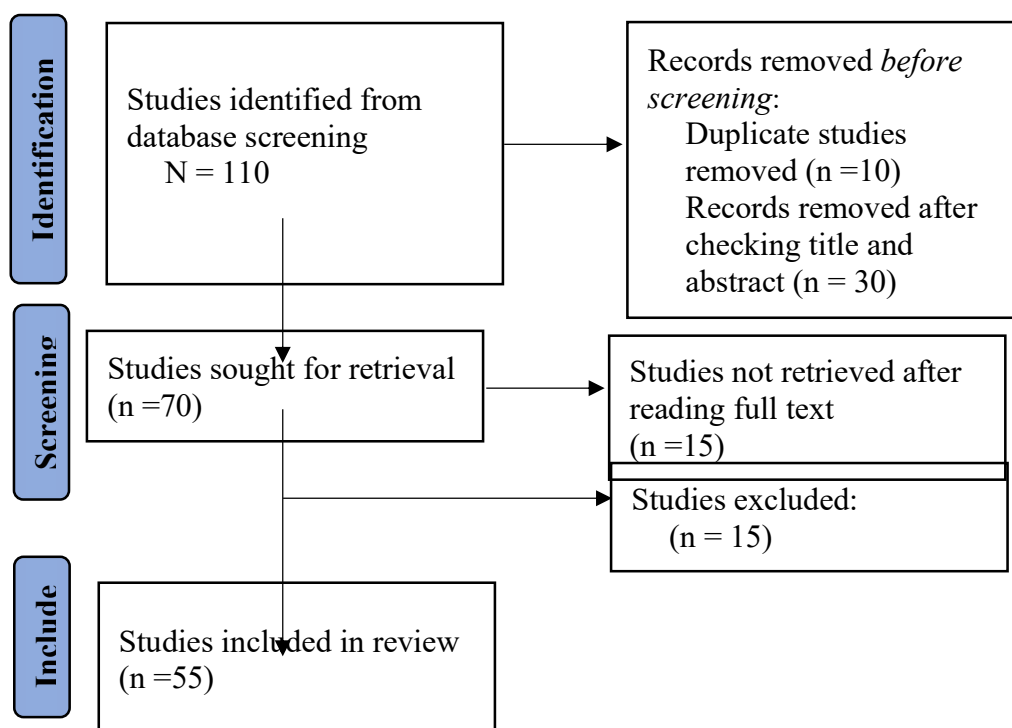 Identification
Studies identified from
database screening
N = 110
Records removed before
screening:
Duplicate studies
removed (n =10)
Records removed after
checking title and
abstract (n = 30)
Screening
Studies sought for retrieval
(n =70)
Studies not retrieved after
reading full text
(n =15)
Studies excluded:
(n = 15)
Include
Studies included in review
(n =55)